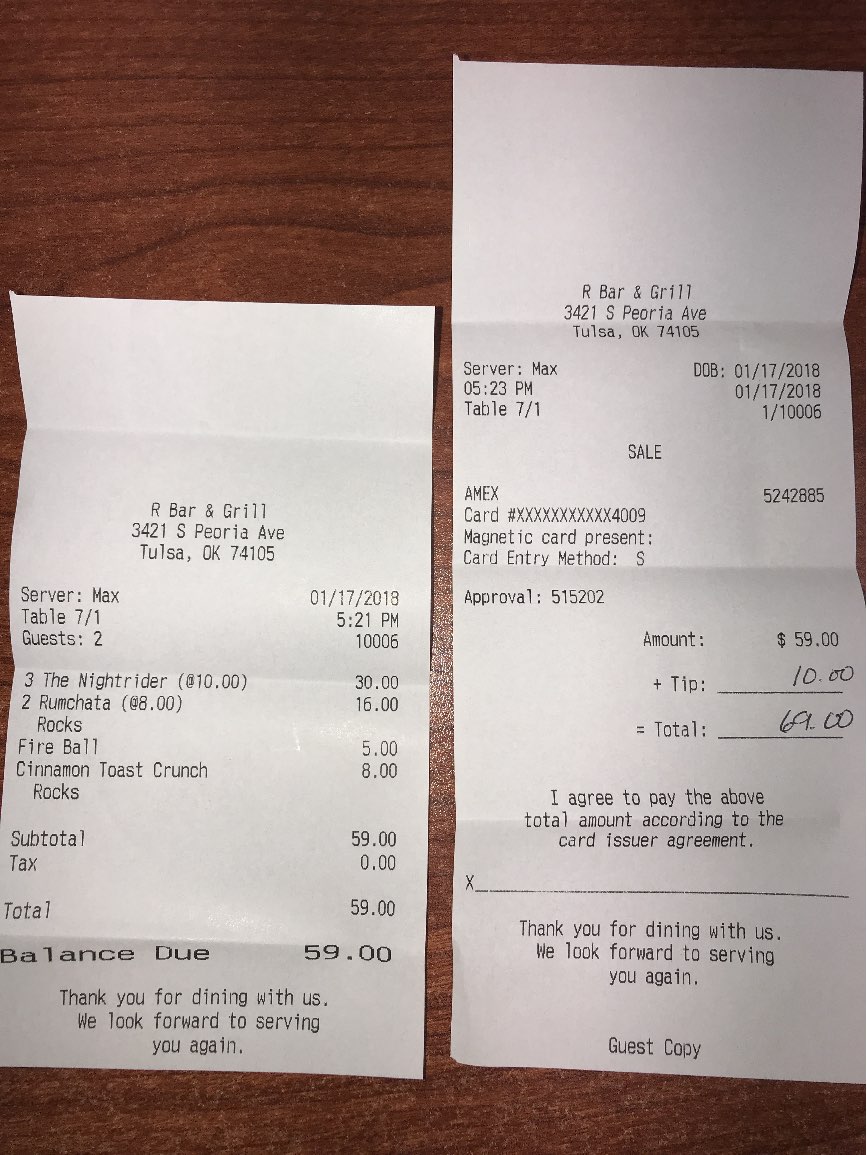 R Bar & Grill
3421 S Peoria Ave
Tulsa, OK 74105
Server: Max 01/17/2018
Table 7/1 5:21 PM
Guests: 2 10006
3 The Nightrider (@10.00) 30.00
2 Rumchata (@8.00) 16.00
Rocks
Fire Ball 5.00
Cinnamon Toast Crunch 8.00
Rocks
Subtotal 59.00
Tax 0.00
Total 59.00
Balance Due 59.00
Thank you for dining with us.
We look forward to serving
you again.
R Bar & Grill
3421 S Peoria Ave
Tulsa, OK 74105
Server: Max DOB: 01/17/2018
05:23 PM 01/17/2018
Table 7/1 1/10006
SALE
AMEX 5242885
Card #XXXXXXXXXXX4009
Magnetic card present:
Card Entry Method: S
Approval: 515202
Amount: $ 59.00
+ Tip: 10.00
= Total: 69.00
I agree to pay the above
total amount according to the
card issuer agreement.
X
Thank you for dining with us.
We look forward to serving
you again.
Guest Copy